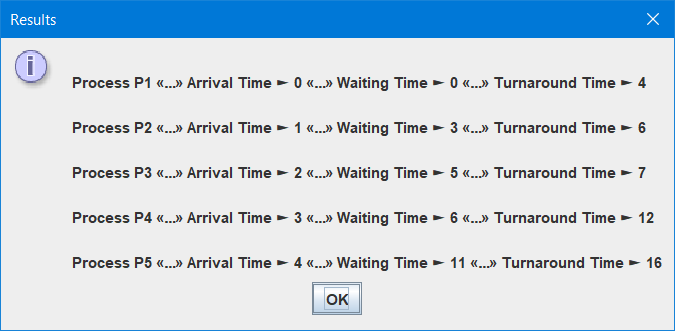 Results
Process P1 «...» Arrival Time ► 0 «...» Waiting Time ► 0 «...» Turnaround Time ► 4
Process P2 «...» Arrival Time ► 1 «...» Waiting Time ► 3 «...» Turnaround Time ► 6
Process P3 «...» Arrival Time ► 2 «...» Waiting Time ► 5 «...» Turnaround Time ► 7
Process P4 «...» Arrival Time ► 3 «...» Waiting Time ► 6 «...» Turnaround Time ► 12
Process P5 «...» Arrival Time ► 4 «...» Waiting Time ► 11 «...» Turnaround Time ► 16
OK